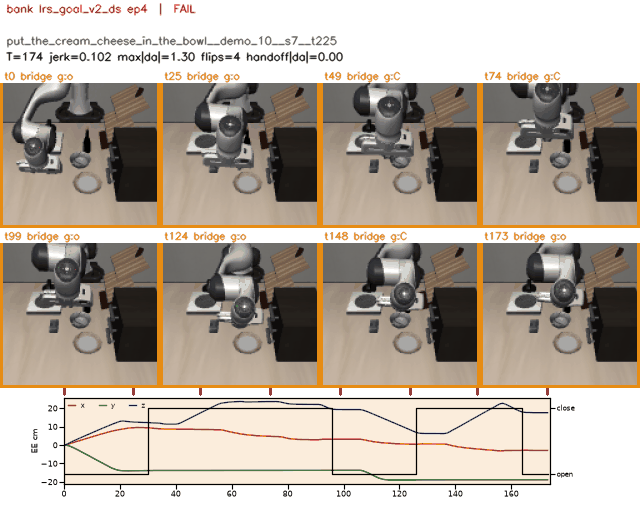 bank lrs_goal_v2_ds ep4 | FAIL
put_the_cream_cheese_in_the_bowl__demo_10__s7__t225
T=174 jerk=0.102 max|da|=1.30 flips=4 handoff|da|=0.00
t0 bridge g:o
t25 bridge g:o
t49 bridge g:C
t74 bridge g:C
t99 bridge g:o
t124 bridge g:o
t148 bridge g:C
t173 bridge g:o
x y z
EE cm
20
10
0
−10
−20
close
open
0 20 40 60 80 100 120 140 160